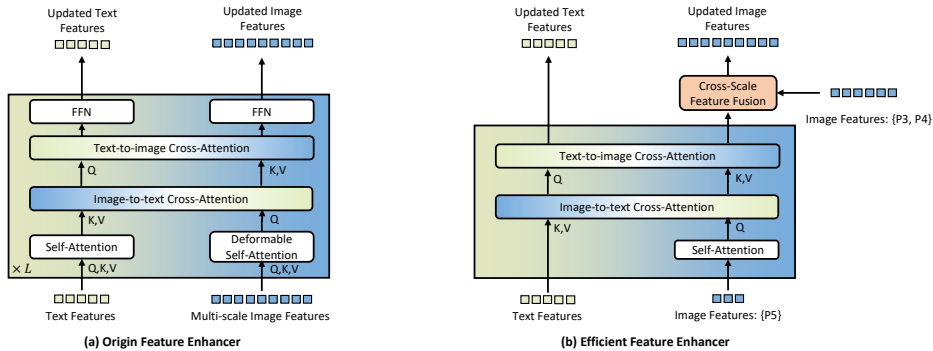 Updated Text
Features
Updated Image
Features
FFN
FFN
Text-to-image Cross-Attention
Q
K,V
Image-to-text Cross-Attention
K,V
Q
Self-Attention
Deformable
Self-Attention
× L
Q,K,V
Q,K,V
Text Features
Multi-scale Image Features
(a) Origin Feature Enhancer
Updated Text
Features
Updated Image
Features
Cross-Scale
Feature Fusion
Image Features: {P3, P4}
Text-to-image Cross-Attention
Q
K,V
Image-to-text Cross-Attention
K,V
Q
Self-Attention
Text Features
Image Features: {P5}
(b) Efficient Feature Enhancer